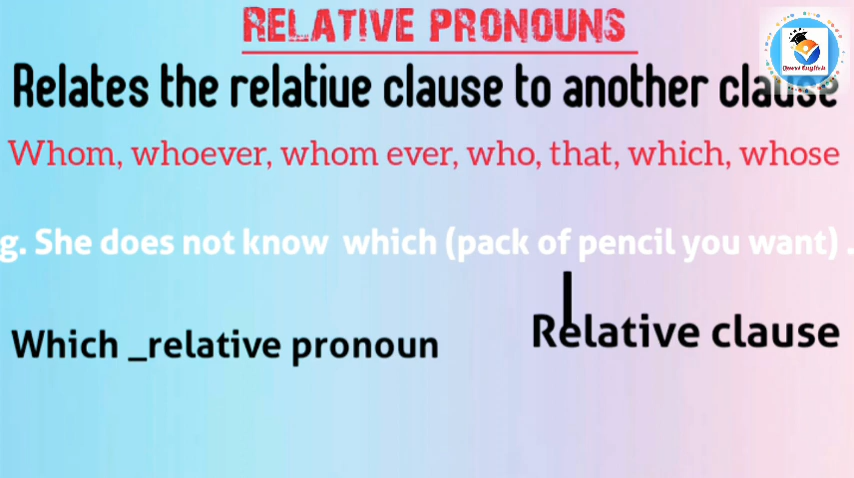 RELATIVE PRONOUNS
Relates the relative clause to another clause
Whom, whoever, whom ever, who, that, which, whose
g. She does not know which (pack of pencil you want) .
Relative clause
Which _relative pronoun